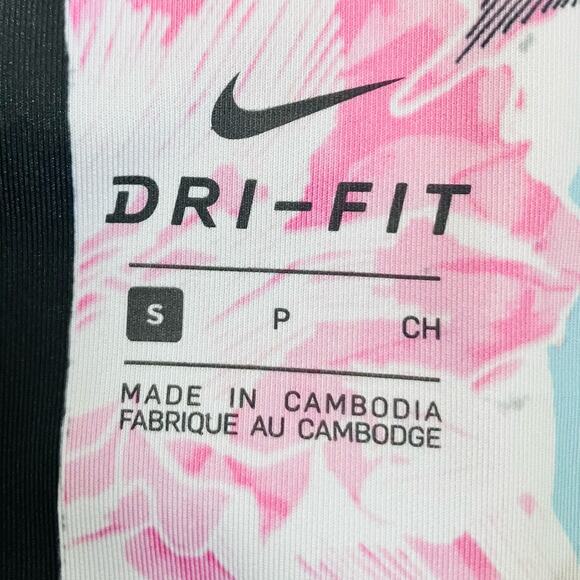 DRI-FIT
S P CH
MADE IN CAMBODIA
FABRIQUE AU CAMBODGE